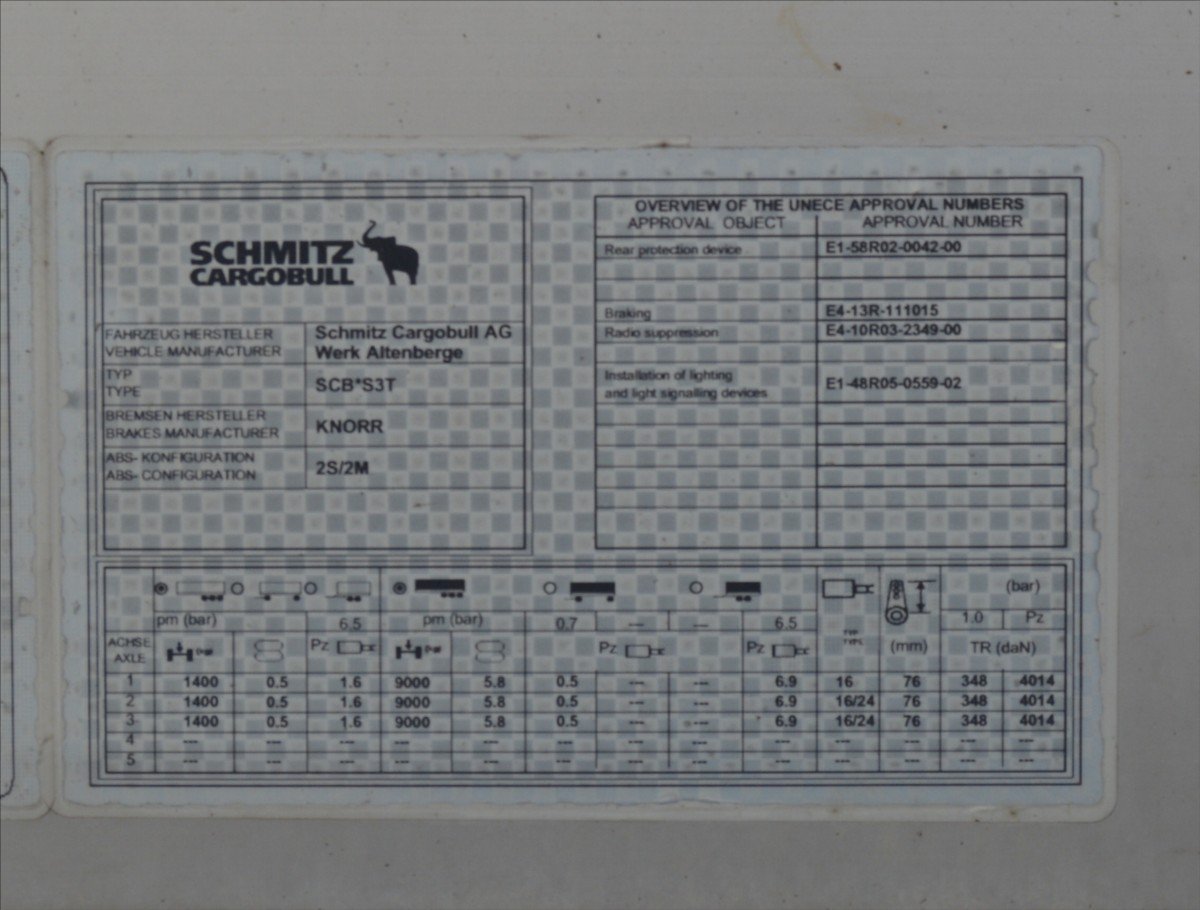 SCHMITZ
CARGOBULL
FAHRZEUG HERSTELLER
VEHICLE MANUFACTURER
Schmitz Cargobull AG
Werk Altenberge
TYP
TYPE
SCB*S3T
BREMSEN HERSTELLER
BRAKES MANUFACTURER
KNORR
ABS- KONFIGURATION
ABS- CONFIGURATION
2S/2M
OVERVIEW OF THE UNECE APPROVAL NUMBERS
APPROVAL OBJECT APPROVAL NUMBER
Rear protection device E1-58R02-0042-00
Braking E4-13R-111015
Radio suppression E4-10R03-2349-00
Installation of lighting
and light signalling devices
E1-48R05-0559-02
(bar)
pm (bar) 6.5 pm (bar) 0.7 --- --- 6.5 1.0 Pz
ACHSE
AXLE
Pz Pz Pz
TYP
TYPE
(mm) TR (daN)
1 1400 0.5 1.6 9000 5.8 0.5 --- --- 6.9 16 76 348 4014
2 1400 0.5 1.6 9000 5.8 0.5 --- --- 6.9 16/24 76 348 4014
3 1400 0.5 1.6 9000 5.8 0.5 --- --- 6.9 16/24 76 348 4014
4 --- --- --- --- --- --- --- --- --- --- --- --- ---
5 --- --- --- --- --- --- --- --- --- --- --- --- ---